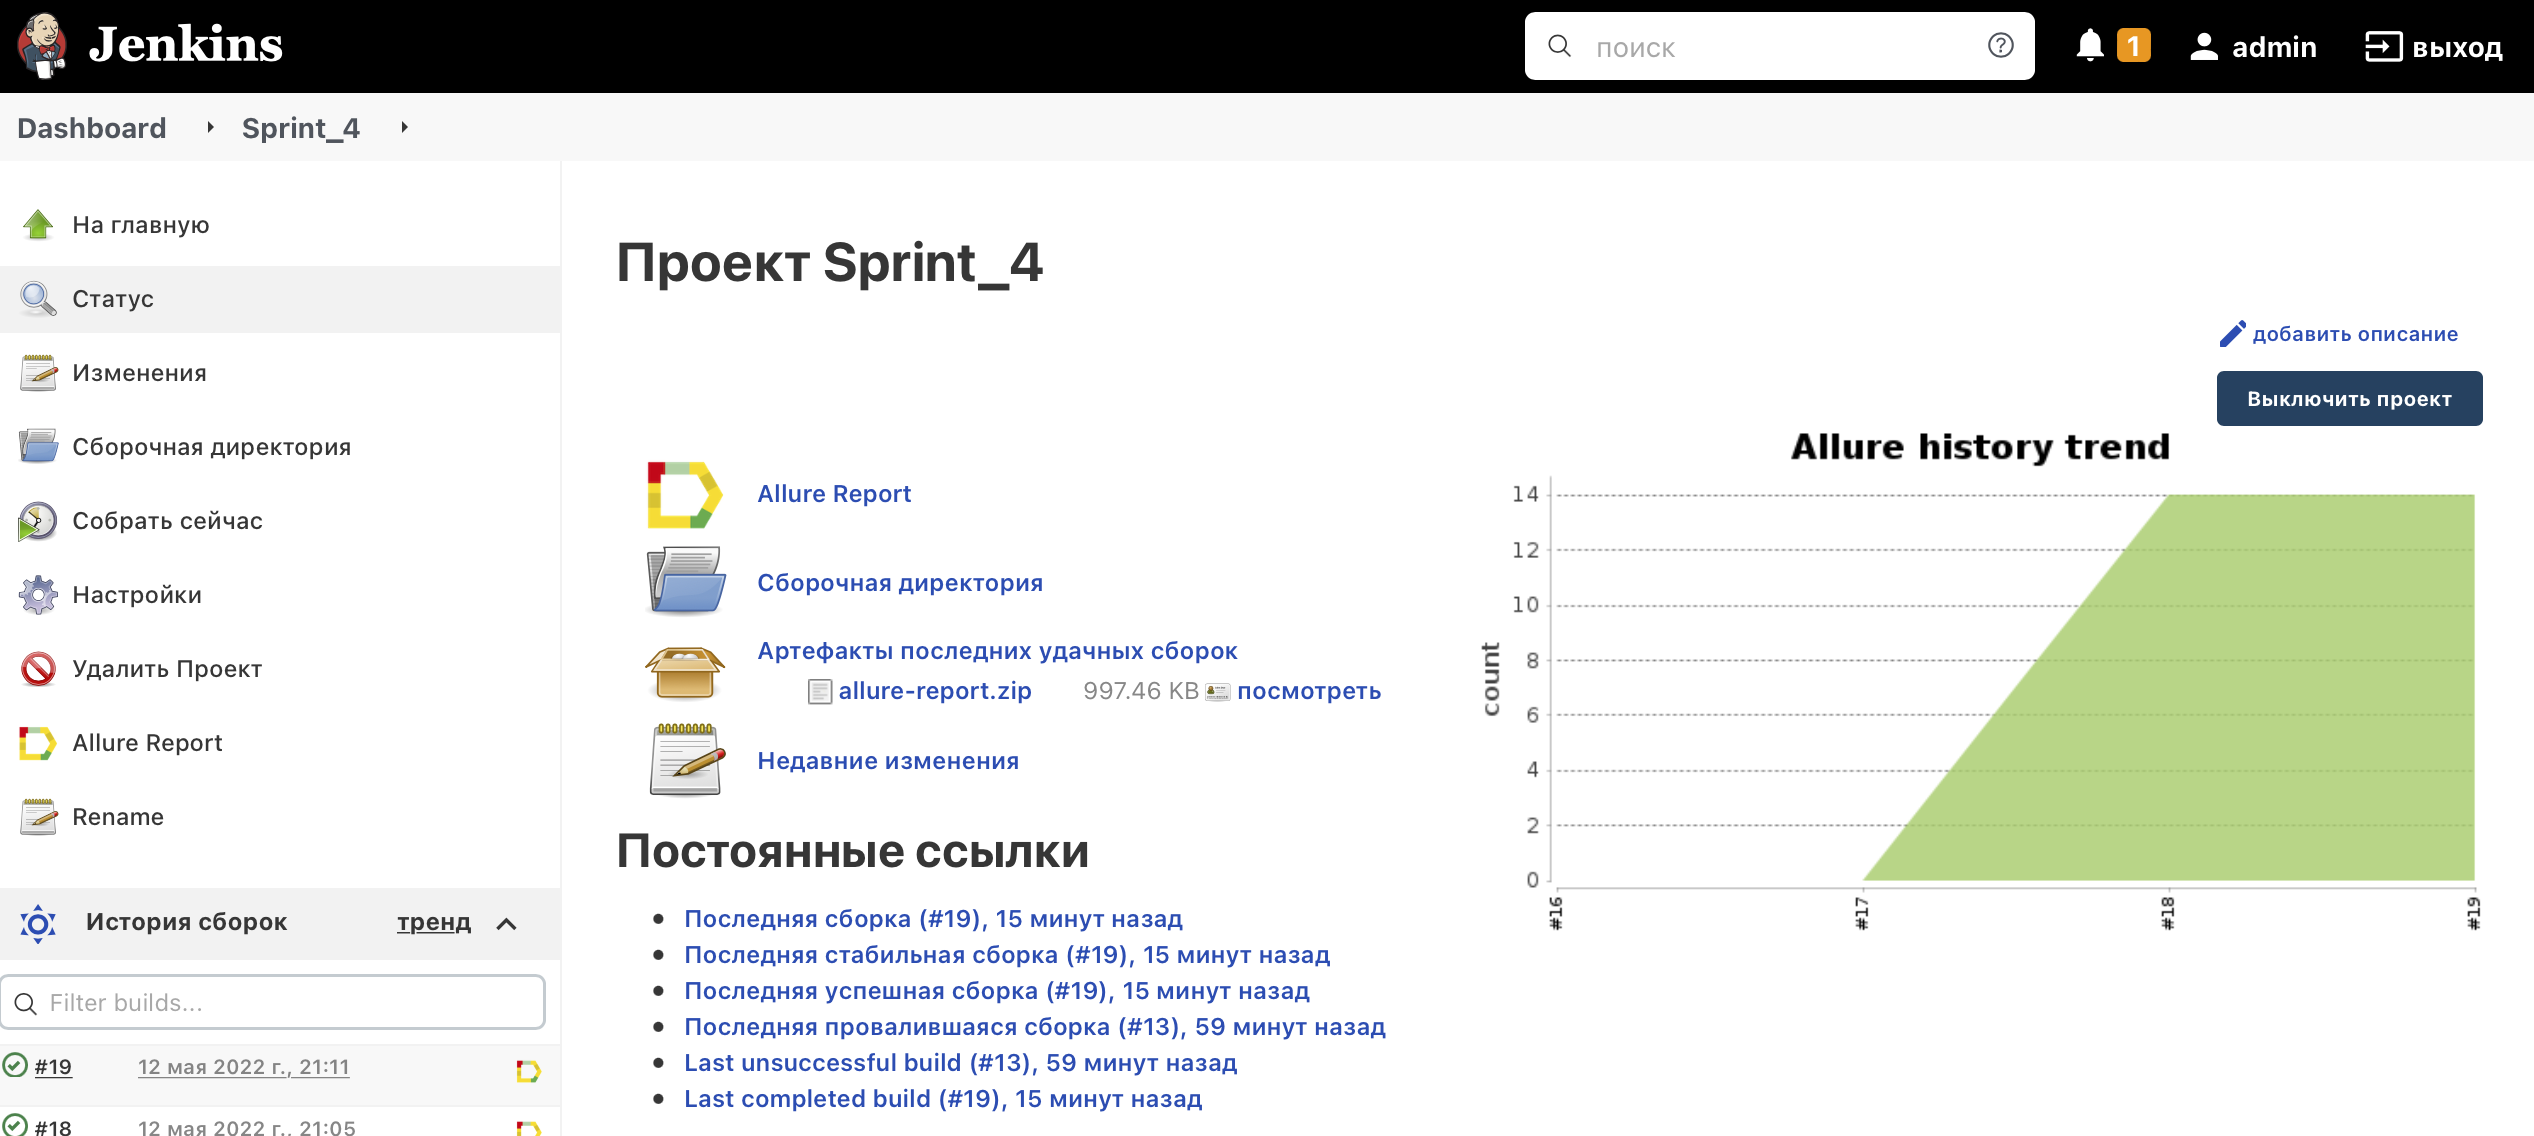 Jenkins
поиск
1
admin
выход
Dashboard
Sprint_4
На главную
Статус
Изменения
Сборочная директория
Собрать сейчас
Настройки
Удалить Проект
Allure Report
Rename
История сборок
тренд
Filter builds...
#19
12 мая 2022 г., 21:11
#18
12 мая 2022 г., 21:05
Проект Sprint_4
добавить описание
Выключить проект
Allure Report
Сборочная директория
Артефакты последних удачных сборок
allure-report.zip 997.46 KB посмотреть
Недавние изменения
Постоянные ссылки
Последняя сборка (#19), 15 минут назад
Последняя стабильная сборка (#19), 15 минут назад
Последняя успешная сборка (#19), 15 минут назад
Последняя провалившаяся сборка (#13), 59 минут назад
Last unsuccessful build (#13), 59 минут назад
Last completed build (#19), 15 минут назад
Allure history trend
count
14
12
10
8
6
4
2
0
#16
#17
#18
#19